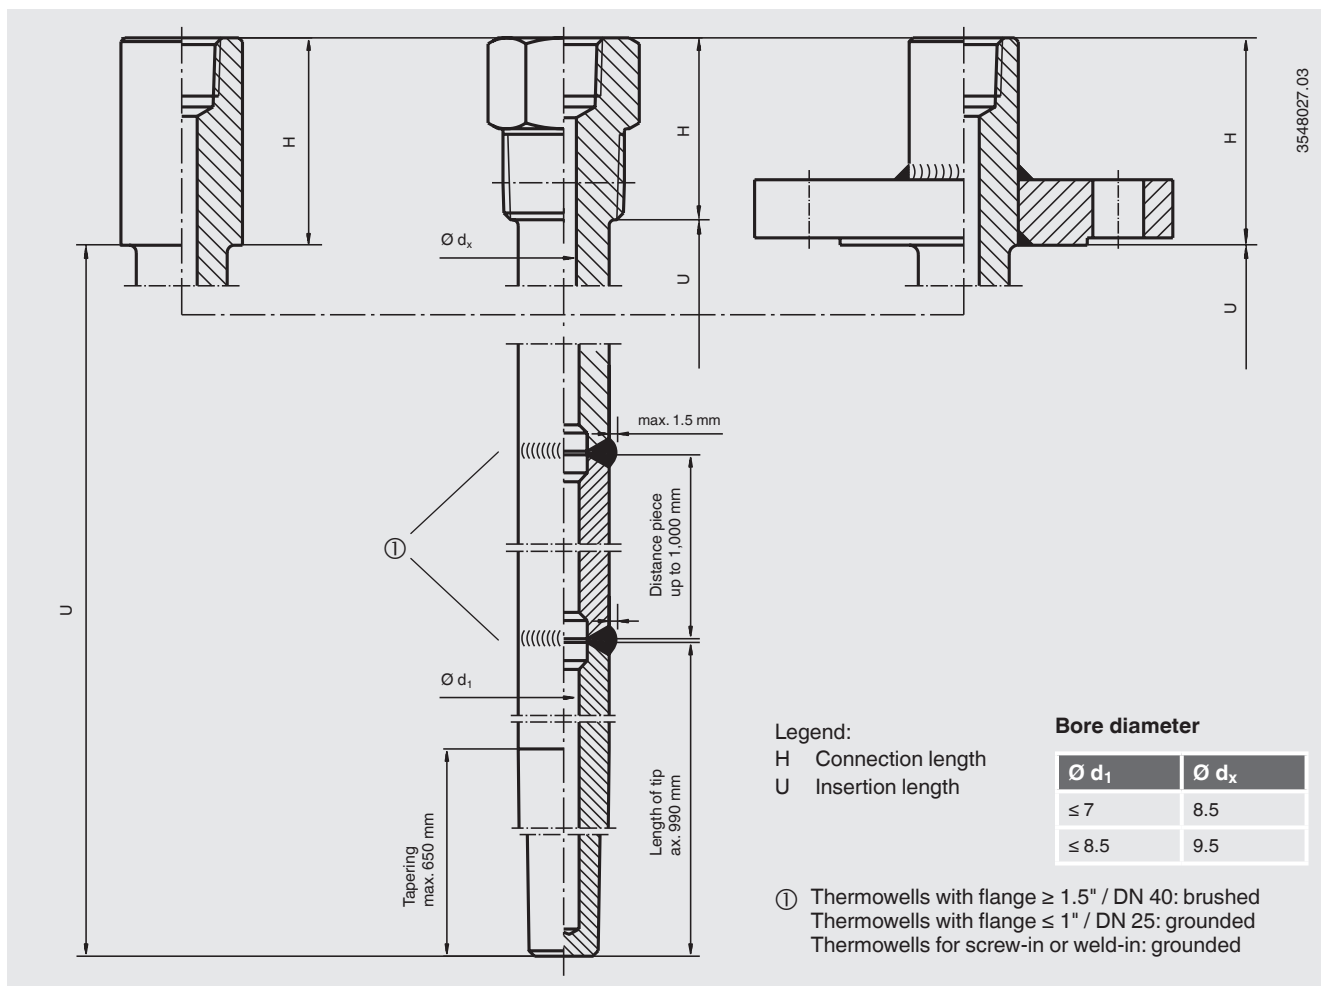 H
H
H
3548027.03
Ø dx
U
U
max. 1.5 mm
Distance piece
up to 1,000 mm
①
U
Ø d1
Tapering
max. 650 mm
Length of tip
ax. 990 mm
Legend:
H Connection length
U Insertion length
Bore diameter
Ø d1 Ø dx
≤ 7 8.5
≤ 8.5 9.5
① Thermowells with flange ≥ 1.5" / DN 40: brushed
Thermowells with flange ≤ 1" / DN 25: grounded
Thermowells for screw-in or weld-in: grounded